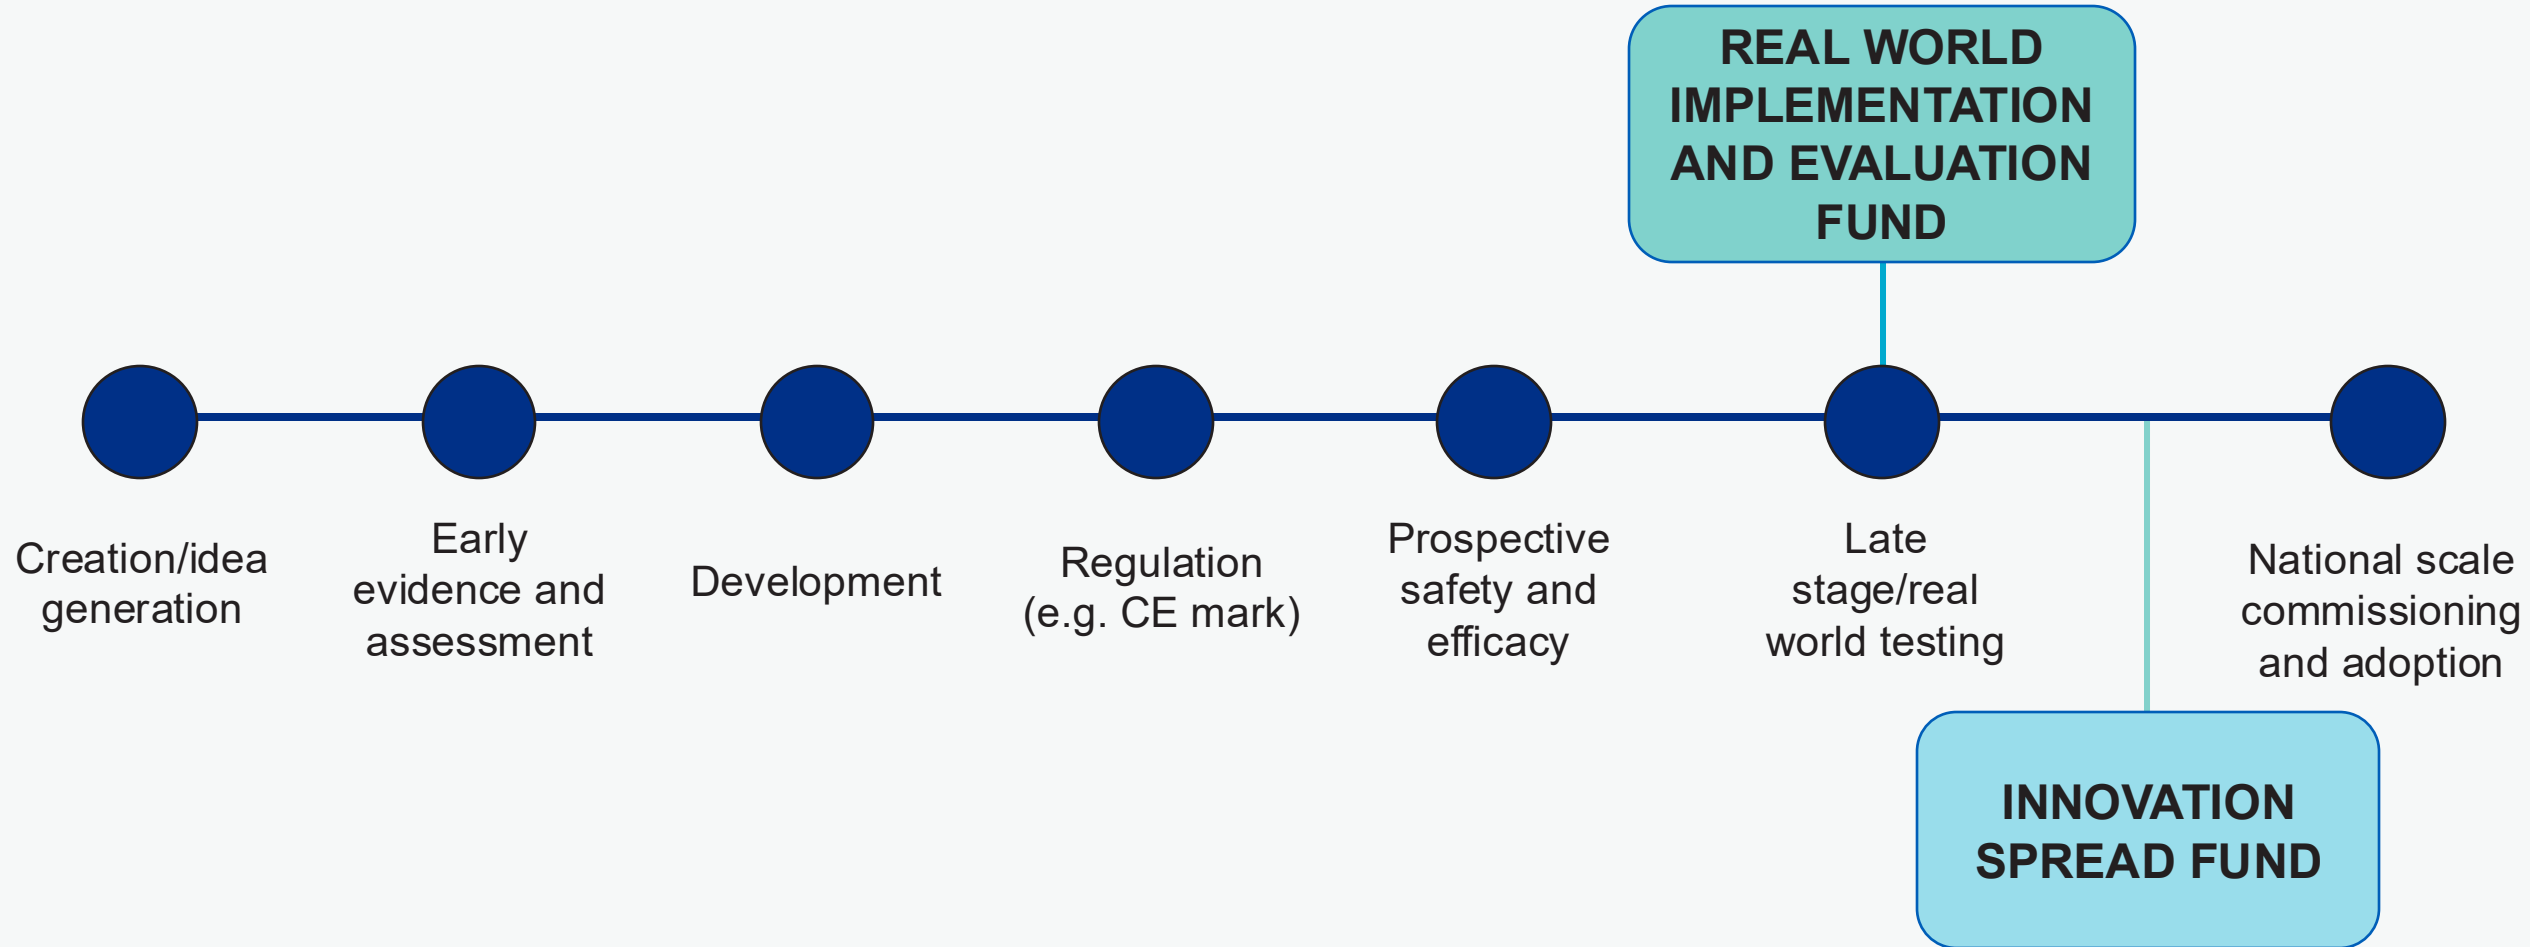 REAL WORLD
IMPLEMENTATION
AND EVALUATION
FUND
Creation/idea
generation
Early
evidence and
assessment
Development
Regulation
(e.g. CE mark)
Prospective
safety and
efficacy
Late
stage/real
world testing
National scale
commissioning
and adoption
INNOVATION
SPREAD FUND